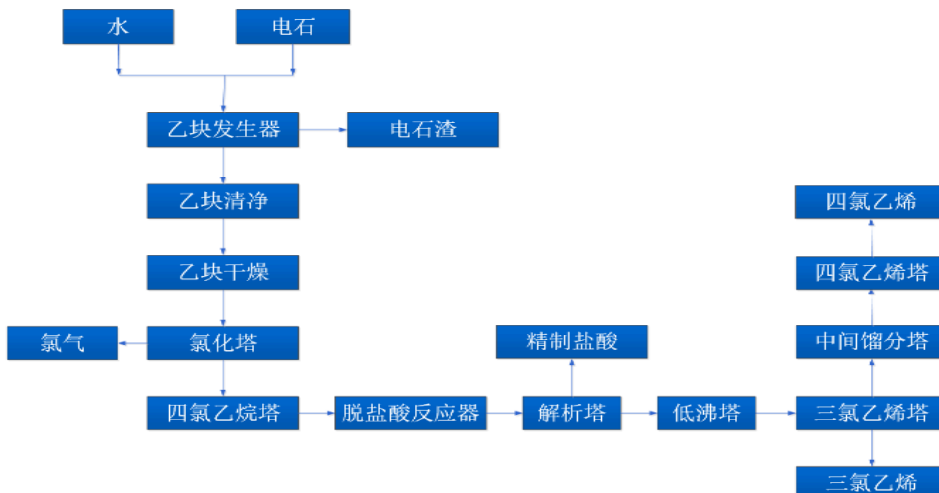 水
电石
乙块发生器
电石渣
乙块清净
四氯乙烯
乙块干燥
四氯乙烯塔
氯气
氯化塔
精制盐酸
中间馏分塔
四氯乙烷塔
脱盐酸反应器
解析塔
低沸塔
三氯乙烯塔
三氯乙烯